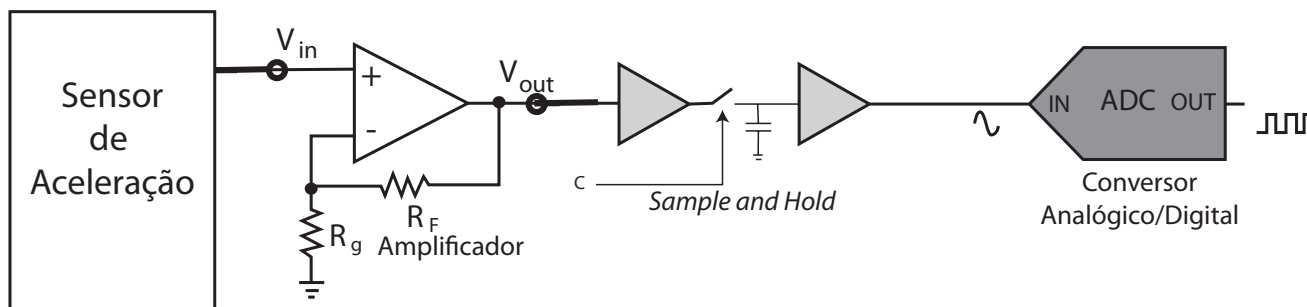 Sensor
de
Aceleração
V in
+
-
R F
R g
Amplificador
V out
C
Sample and Hold
IN ADC OUT
Conversor
Analógico/Digital